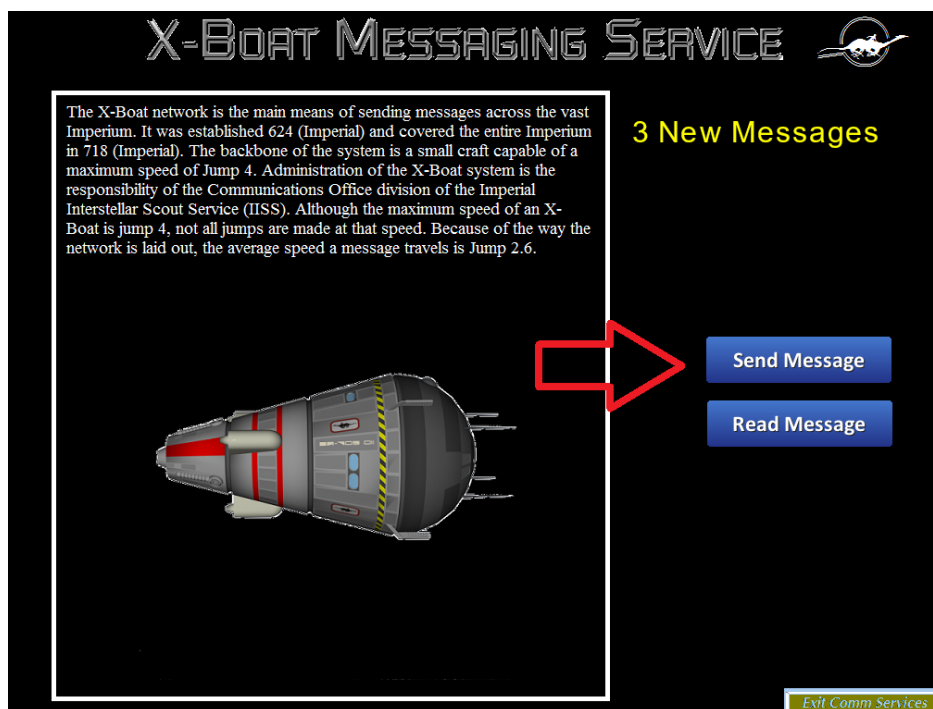 X-Boat Messaging Service
The X-Boat network is the main means of sending messages across the vast
Imperium. It was established 624 (Imperial) and covered the entire Imperium
in 718 (Imperial). The backbone of the system is a small craft capable of a
maximum speed of Jump 4. Administration of the X-Boat system is the
responsibility of the Communications Office division of the Imperial
Interstellar Scout Service (IISS). Although the maximum speed of an X-
Boat is jump 4, not all jumps are made at that speed. Because of the way the
network is laid out, the average speed a message travels is Jump 2.6.
3 New Messages
Send Message
Read Message
Exit Comm Services